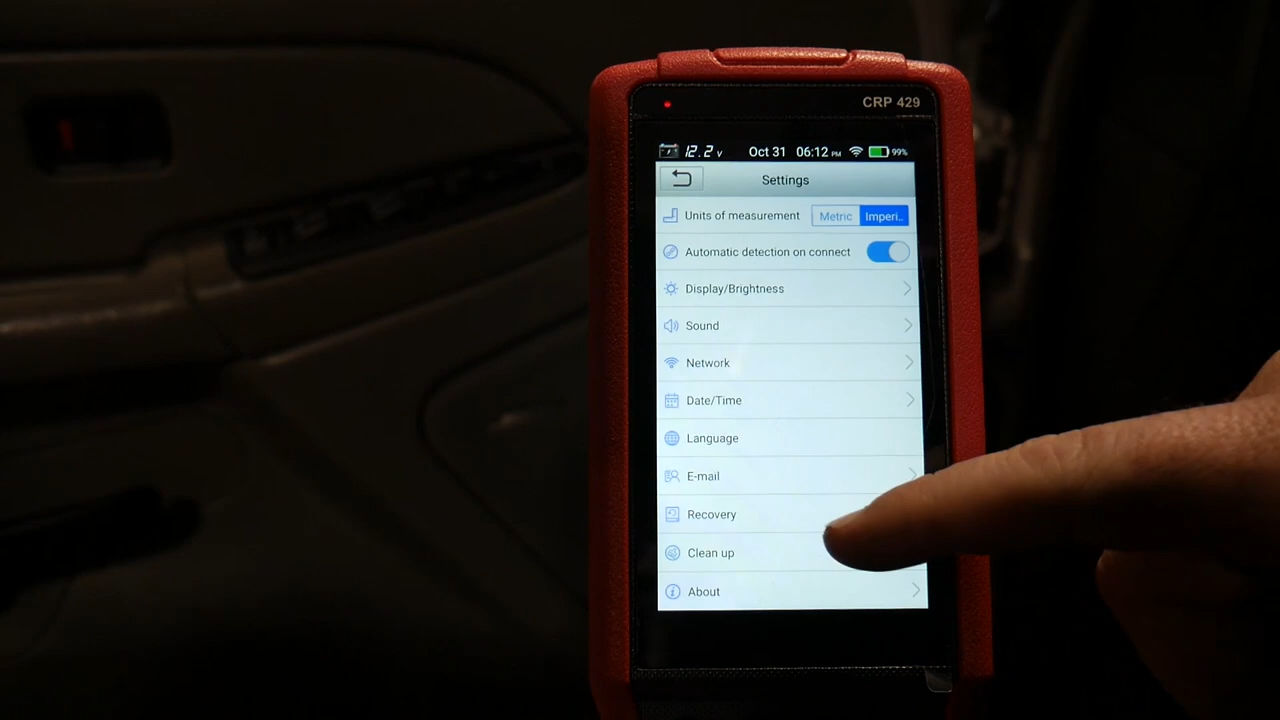 CRP 429
12.2 v Oct 31 06:12 PM 99%
Settings
Units of measurement Metric Imperi..
Automatic detection on connect
Display/Brightness
Sound
Network
Date/Time
Language
E-mail
Recovery
Clean up
About